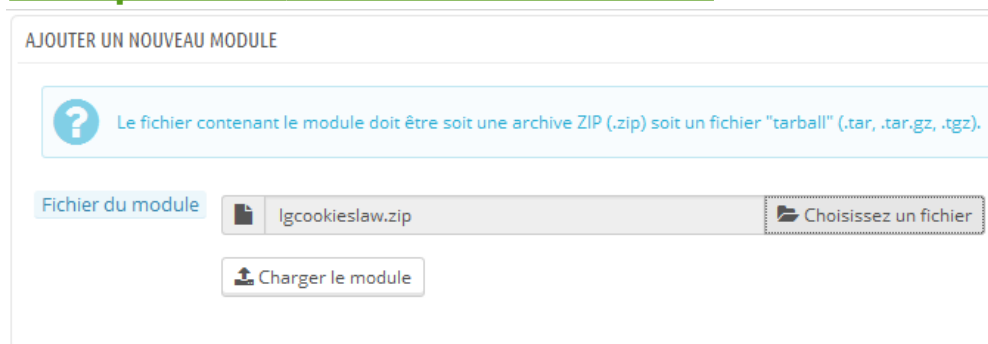 AJOUTER UN NOUVEAU MODULE
Le fichier contenant le module doit être soit une archive ZIP (.zip) soit un fichier "tarball" (.tar, .tar.gz, .tgz).
Fichier du module
lgcookieslaw.zip
Choisissez un fichier
Charger le module